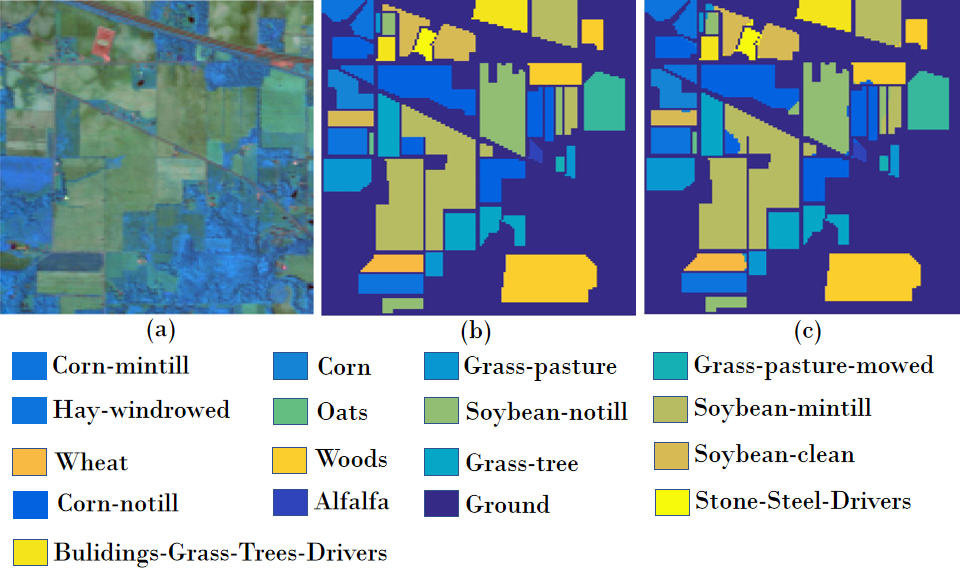 (a) (b) (c)
Corn-mintill Corn Grass-pasture Grass-pasture-mowed
Hay-windrowed Oats Soybean-notill Soybean-mintill
Wheat Woods Grass-tree Soybean-clean
Corn-notill Alfalfa Ground Stone-Steel-Drivers
Bulidings-Grass-Trees-Drivers